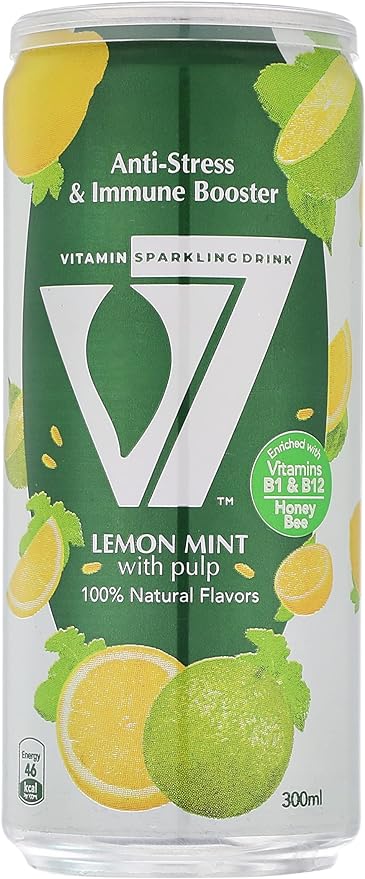 Anti-Stress
& Immune Booster
VITAMIN SPARKLING DRINK
V7
TM
Enriched with
Vitamins
B1 & B12
Honey
Bee
LEMON MINT
with pulp
100% Natural Flavors
Energy
46
kcal
300ml